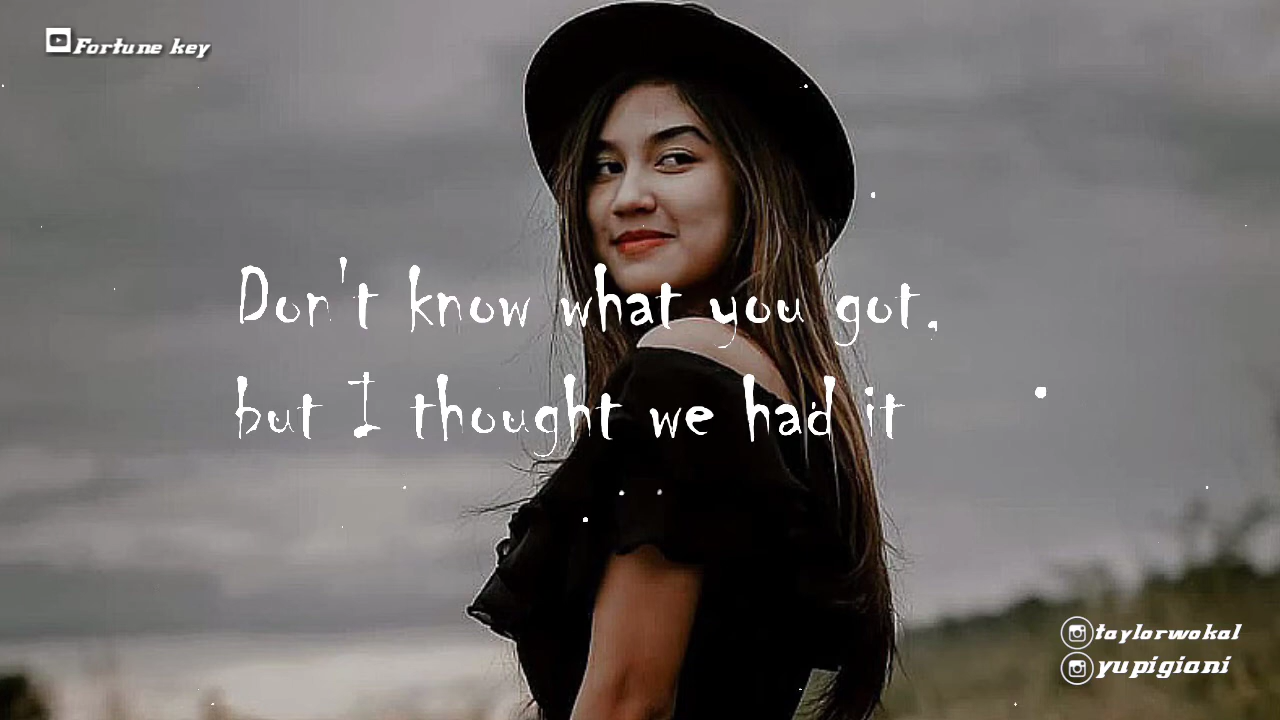 Fortune key
Don't know what you got,
but I thought we had it
taylorwokal
yupigiani